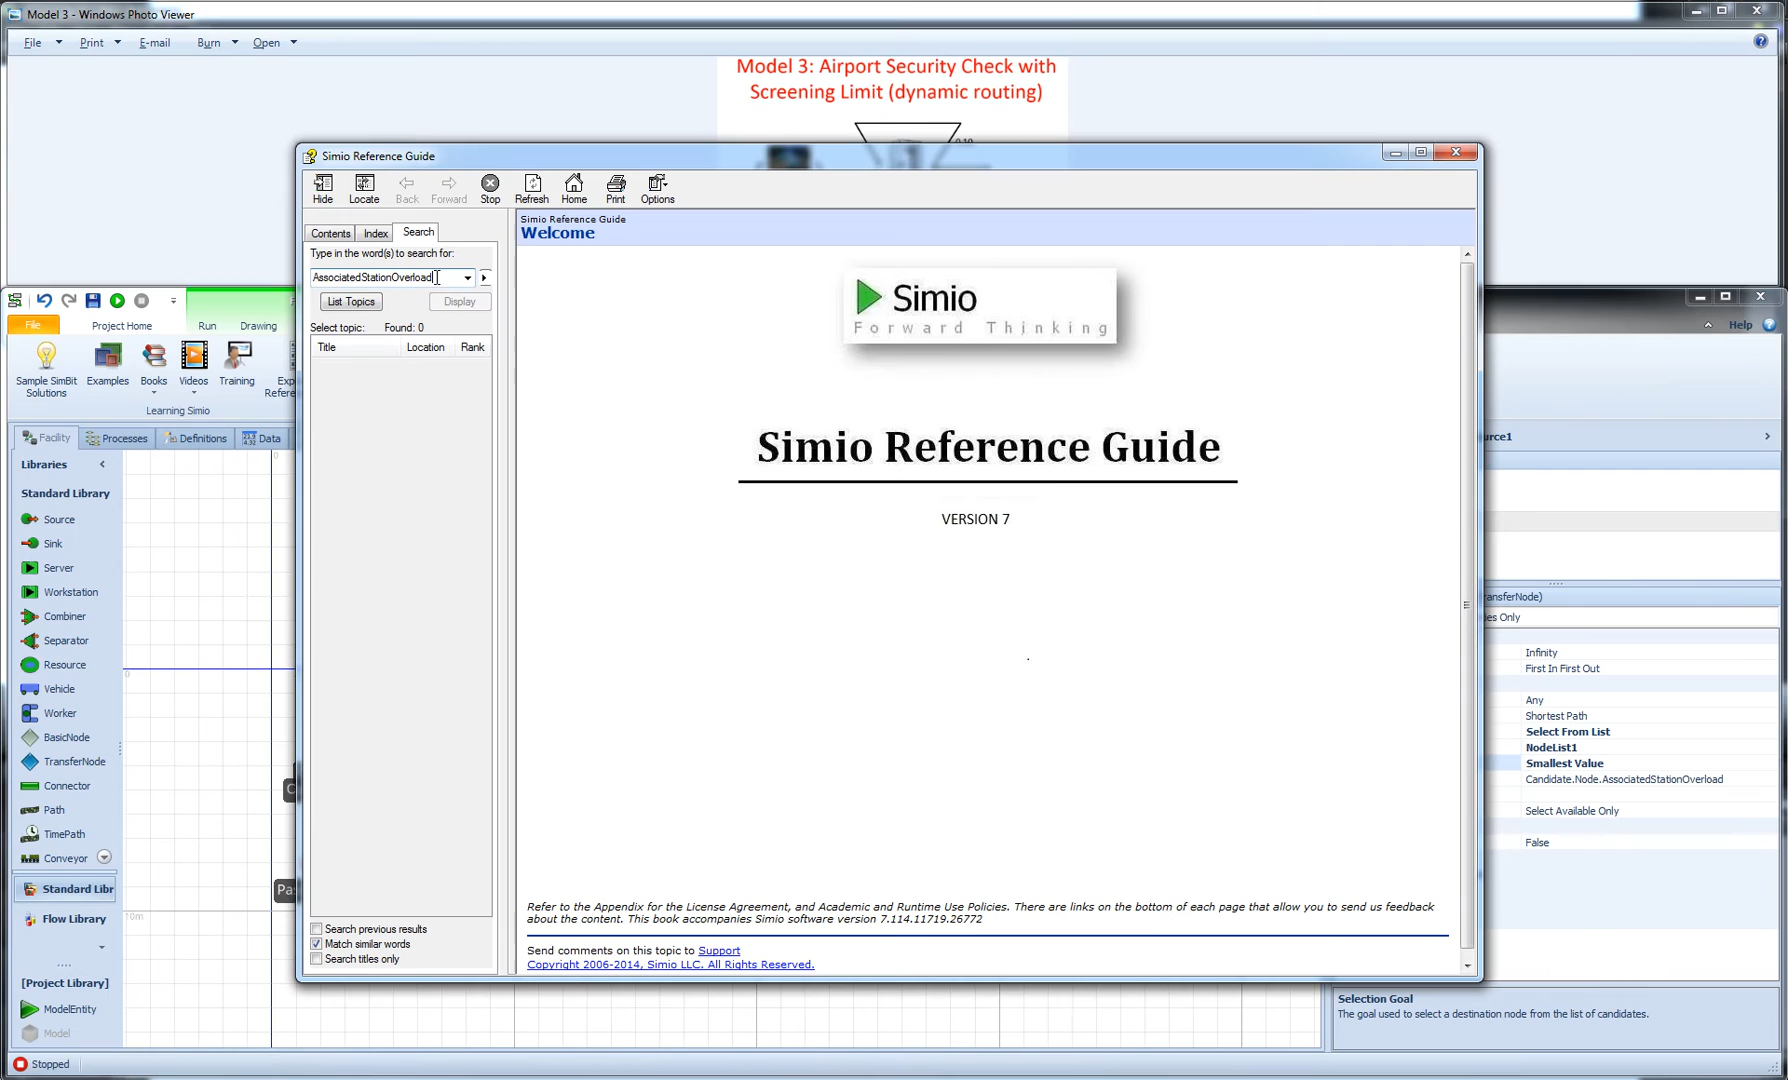 Model 3 - Windows Photo Viewer
File Print E-mail Burn Open
Model 3: Airport Security Check with
Screening Limit (dynamic routing)
0.10
Simio Reference Guide
Hide Locate Back Forward Stop Refresh Home Print Options
Contents Index Search
Type in the word(s) to search for:
AssociatedStationOverload
List Topics Display
Select topic: Found: 0
Title Location Rank
Search previous results
Match similar words
Search titles only
Simio Reference Guide
Welcome
Simio
Forward Thinking
Simio Reference Guide
VERSION 7
Refer to the Appendix for the License Agreement, and Academic and Runtime Use Policies. There are links on the bottom of each page that allow you to send us feedback
about the content. This book accompanies Simio software version 7.114.11719.26772
Send comments on this topic to Support
Copyright 2006-2014, Simio LLC. All Rights Reserved.
File Project Home Run Drawing
Help
Sample SimBit
Solutions
Examples Books Videos Training
Learning Simio
Facility Processes Definitions Data
Libraries
Standard Library
Source
Sink
Server
Workstation
Combiner
Separator
Resource
Vehicle
Worker
BasicNode
TransferNode
Connector
Path
TimePath
Conveyor
Standard Libr
Flow Library
[Project Library]
ModelEntity
Model
Stopped
0
0
10m
Pa
urce1
ansferNode)
des Only
Infinity
First In First Out
Any
Shortest Path
Select From List
NodeList1
Smallest Value
Candidate.Node.AssociatedStationOverload
Select Available Only
False
Selection Goal
The goal used to select a destination node from the list of candidates.